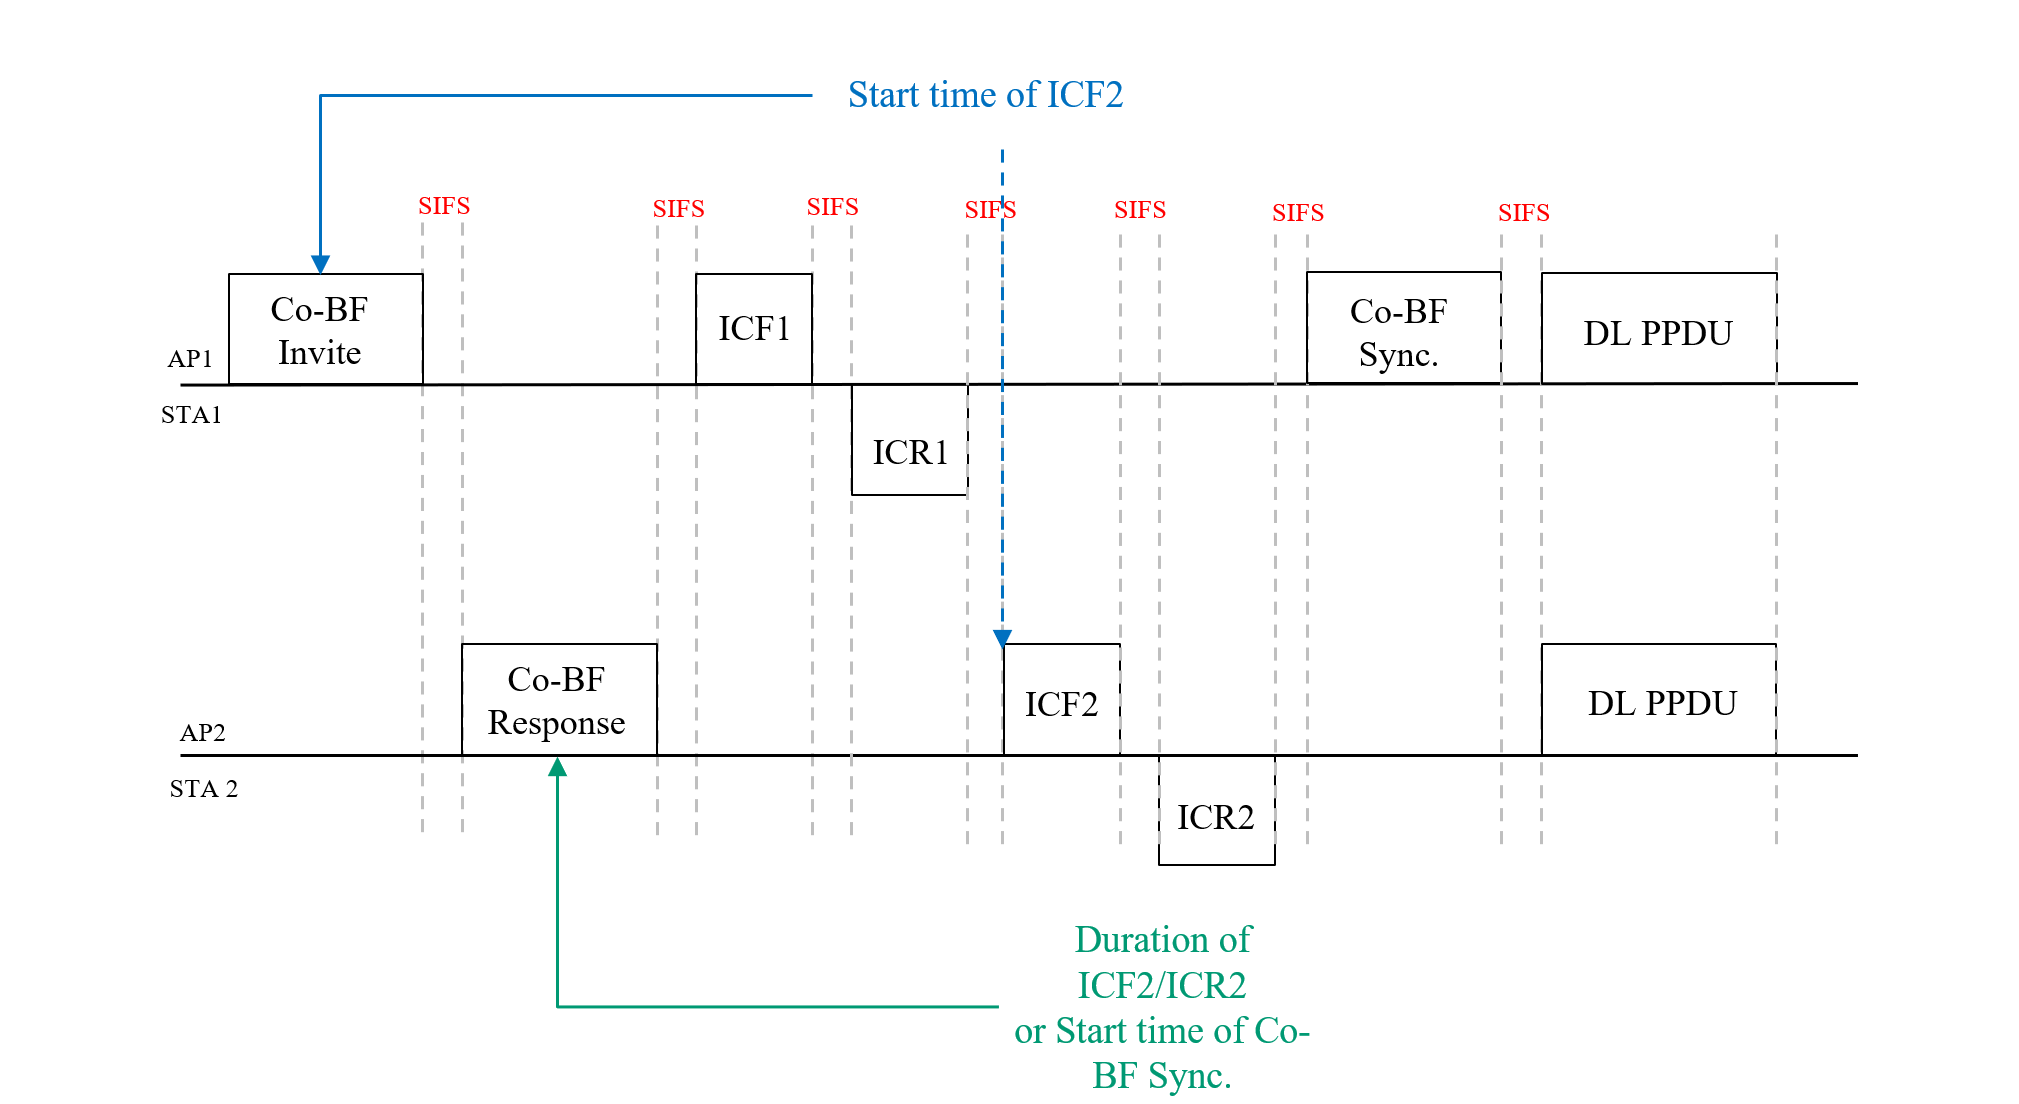 Start time of ICF2
SIFS SIFS SIFS SIFS SIFS SIFS SIFS
Co-BF
Invite
ICF1
Co-BF
Sync.
DL PPDU
AP1
STA1
ICR1
Co-BF
Response
ICF2
DL PPDU
AP2
STA 2
ICR2
Duration of
ICF2/ICR2
or Start time of Co-
BF Sync.